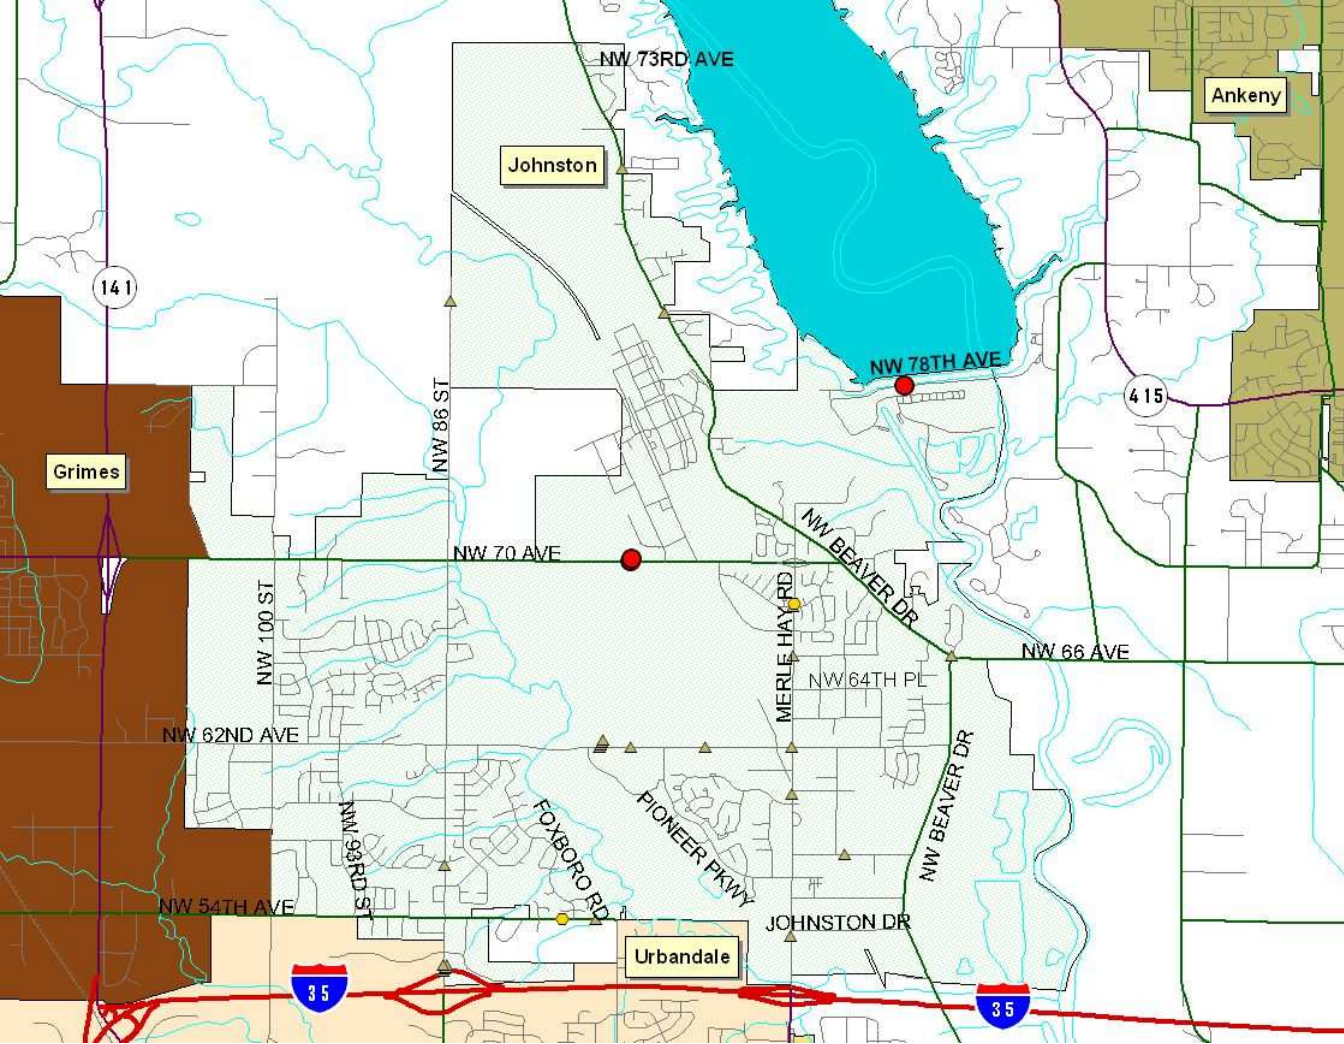 NW 73RD AVE
Ankeny
Johnston
141
NW 78TH AVE
415
NW 86 ST
Grimes
NW BEAVER DR
NW 70 AVE
NW 100 ST
MERLE HAY RD
NW 66 AVE
NW 64TH PL
NW 62ND AVE
NW BEAVER DR
PIONEER PKWY
FOXBORO RD
NW 93RD ST
NW 54TH AVE
JOHNSTON DR
Urbandale
35
35